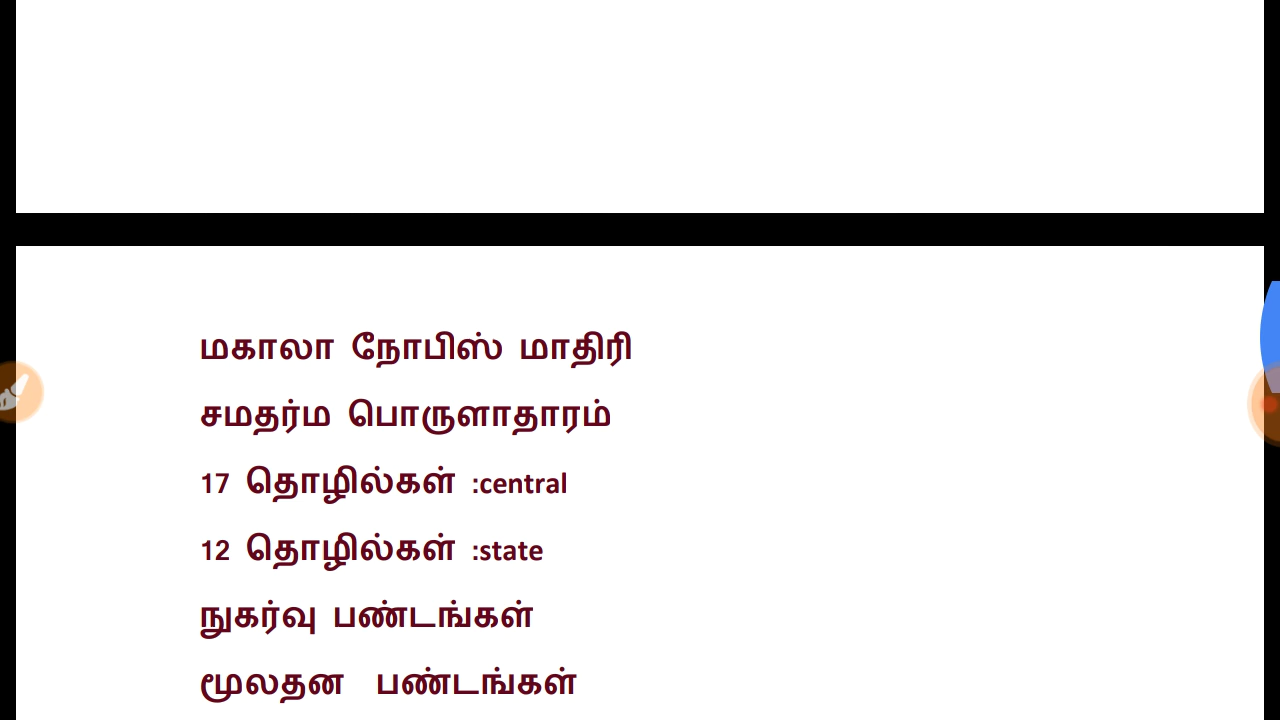 மகாலா நோபிஸ் மாதிரி
சமதர்ம பொருளாதாரம்
17 தொழில்கள் :central
12 தொழில்கள் :state
நுகர்வு பண்டங்கள்
மூலதன பண்டங்கள்